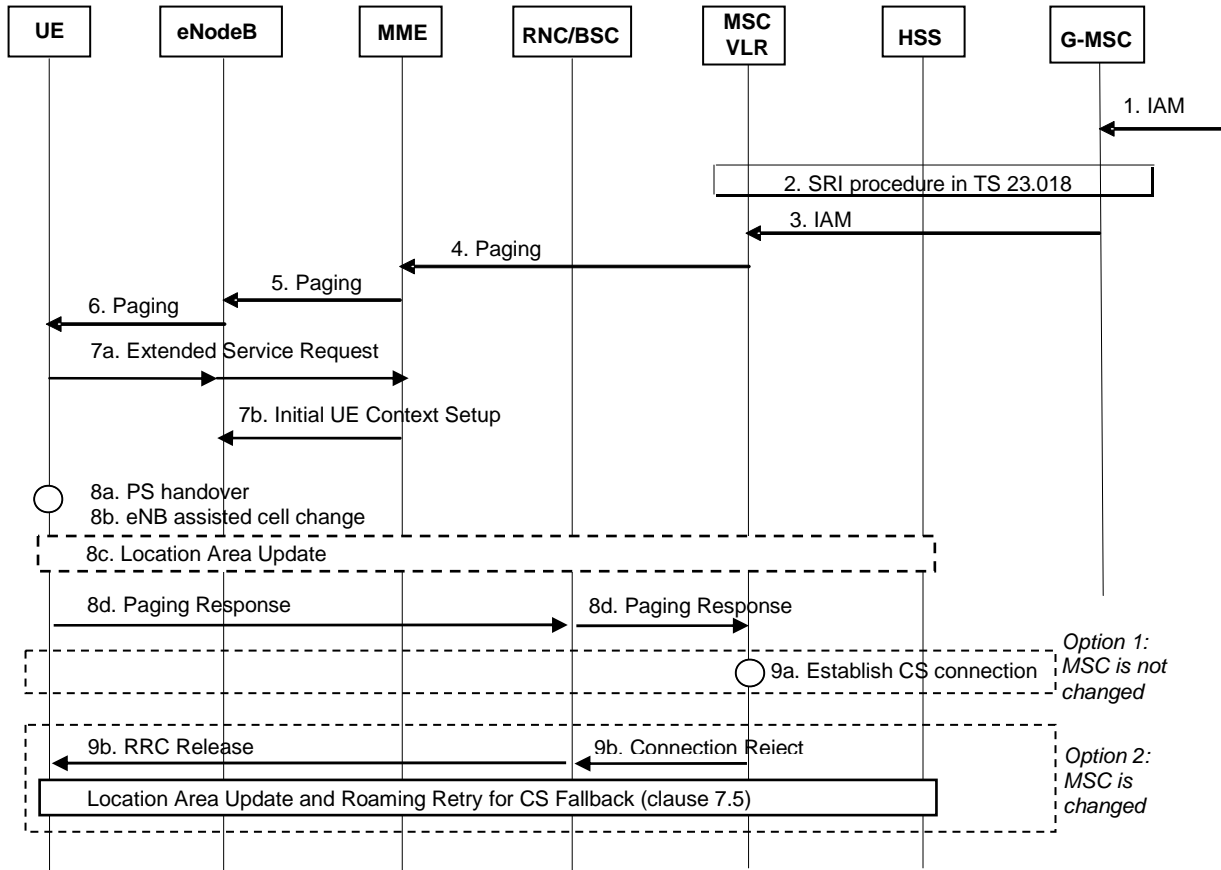 UE
eNodeB
MME
RNC/BSC
MSC
VLR
HSS
G-MSC
1. IAM
2. SRI procedure in TS 23.018
3. IAM
4. Paging
5. Paging
6. Paging
7a. Extended Service Request
7b. Initial UE Context Setup
8a. PS handover
8b. eNB assisted cell change
8c. Location Area Update
8d. Paging Response
8d. Paging Response
Option 1:
MSC is not
changed
9a. Establish CS connection
9b. RRC Release
9b. Connection Reject
Option 2:
MSC is
changed
Location Area Update and Roaming Retry for CS Fallback (clause 7.5)